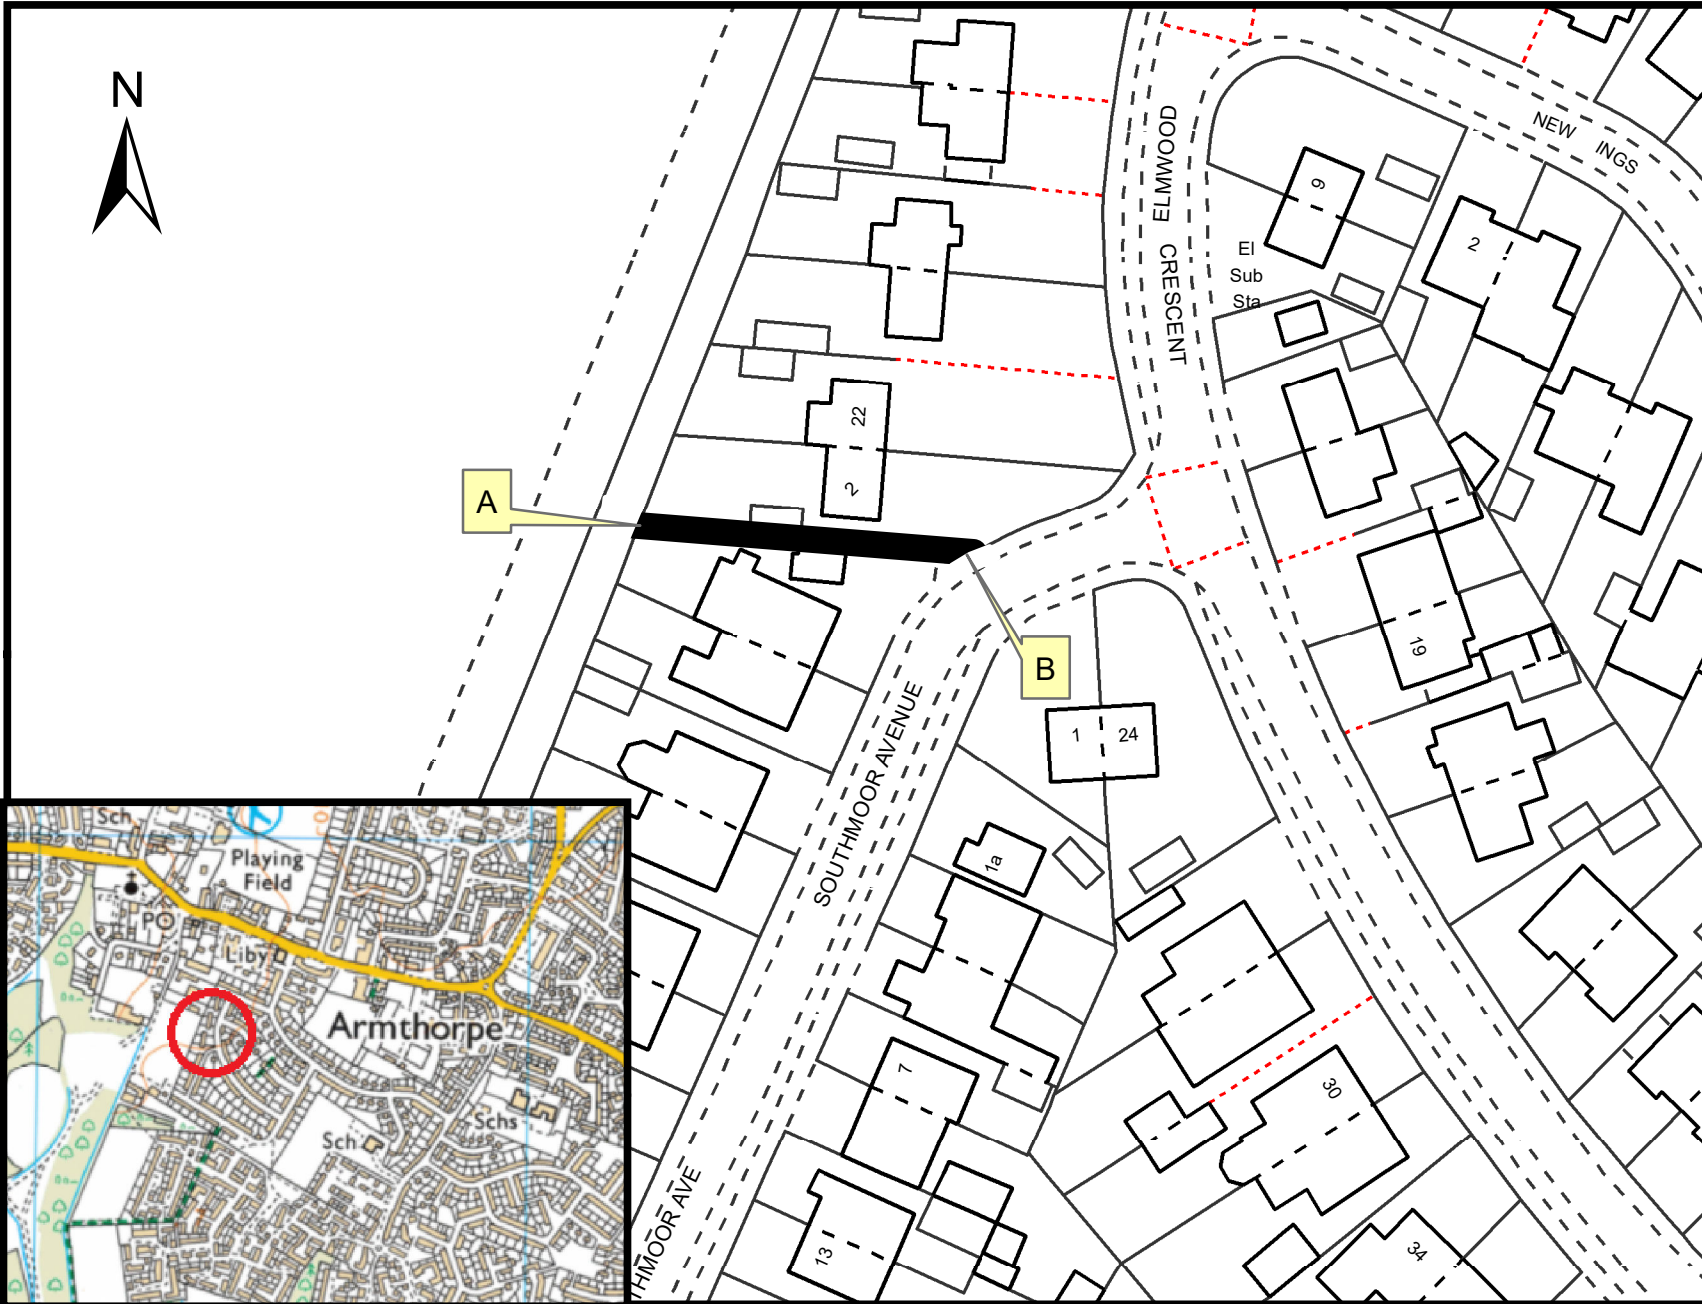 N
NEW
INGS
ELMWOOD
CRESCENT
9
2
El
Sub
Sta
22
2
A
B
19
1
24
SOUTHMOOR AVENUE
1a
7
30
13
34
THMOOR AVE
Sch
Playing
Field
PO
Liby
Armthorpe
Schs
Sch